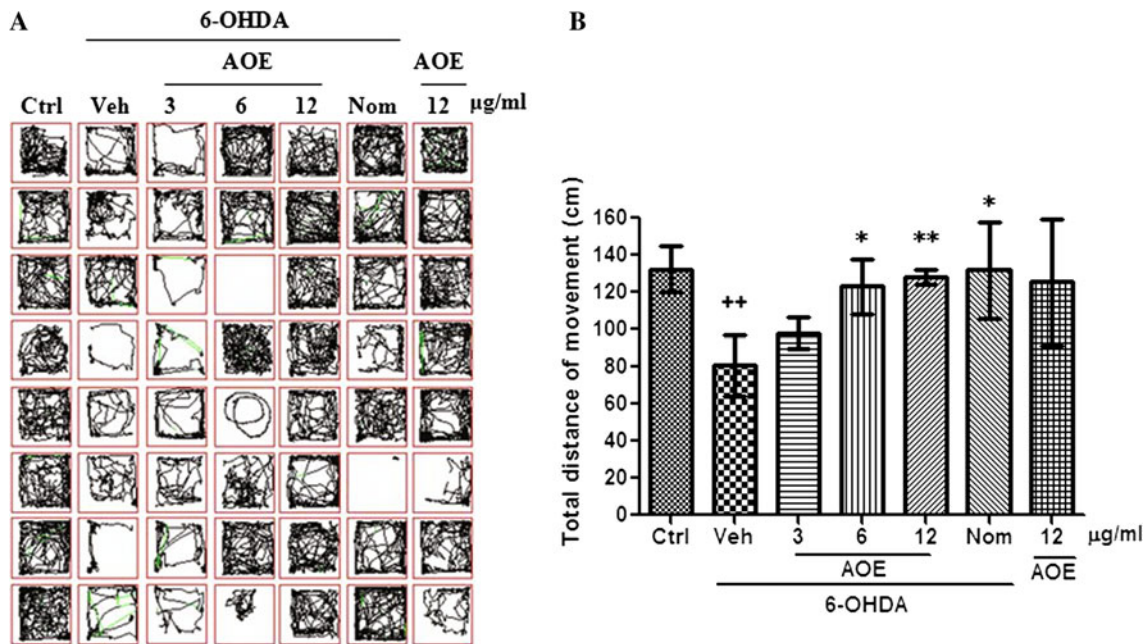 A
6-OHDA
AOE AOE
Ctrl Veh 3 6 12 Nom 12 µg/ml
B
Total distance of movement (cm)
160
140
120
100
80
60
40
20
0
++
*
**
*
Ctrl Veh 3 6 12 Nom 12 µg/ml
AOE AOE
6-OHDA